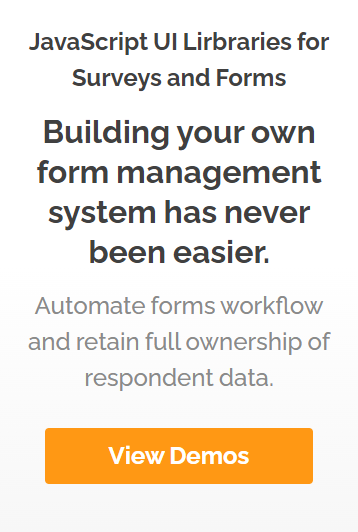 JavaScript UI Lirbraries for
Surveys and Forms
Building your own
form management
system has never
been easier.
Automate forms workflow
and retain full ownership of
respondent data.
View Demos